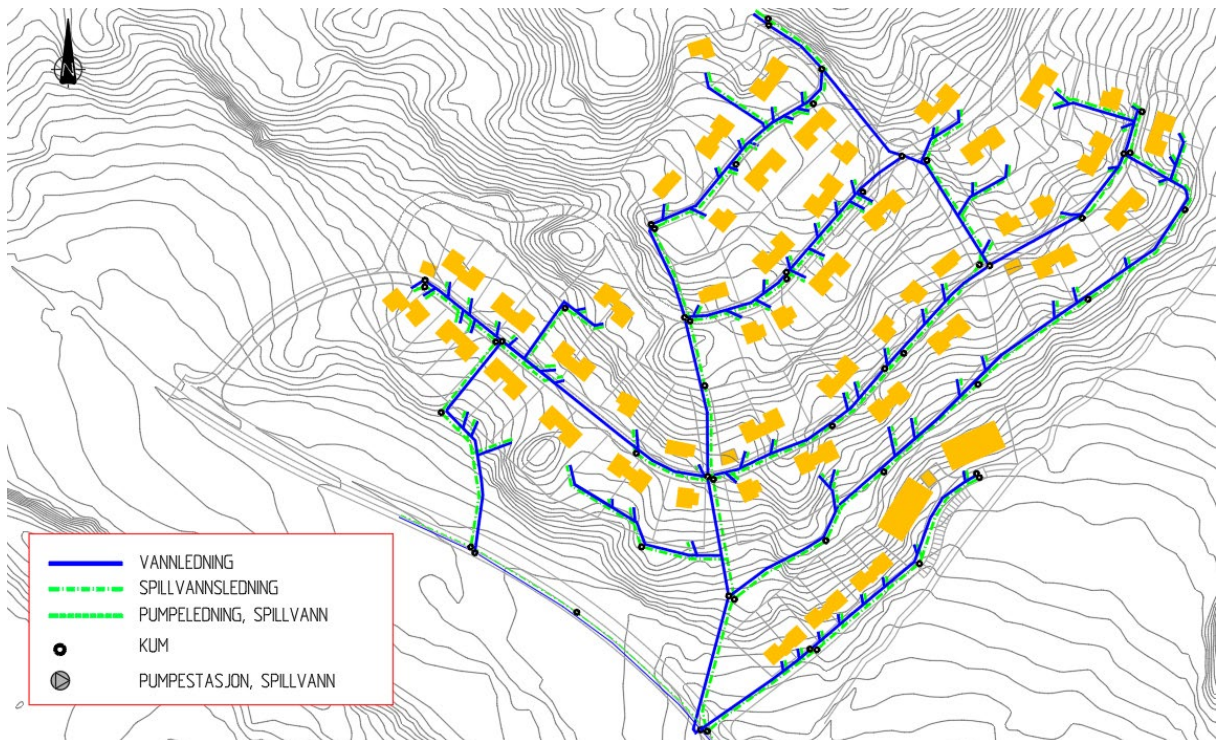 N
VANNLEDNING
SPILLVANNSLEDNING
PUMPELEDNING, SPILLVANN
KUM
PUMPESTASJON, SPILLVANN